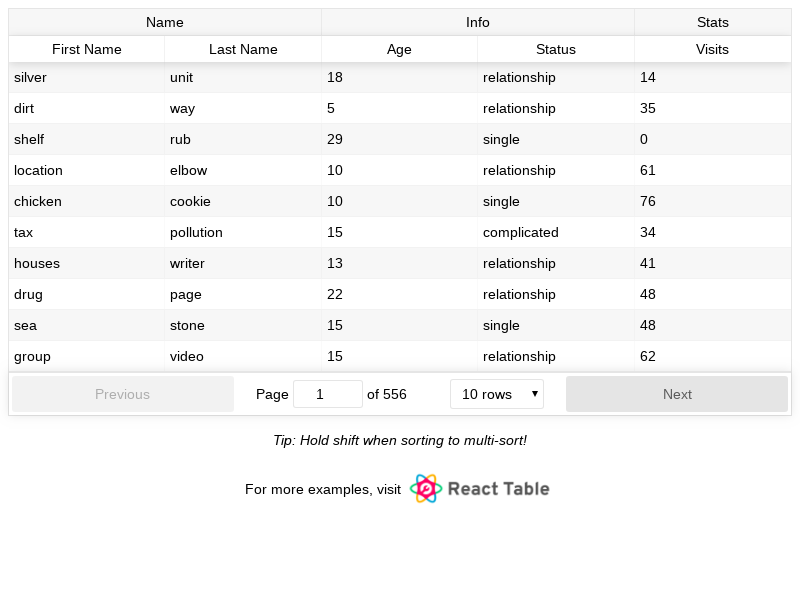 Name Info Stats
First Name Last Name Age Status Visits
silver unit 18 relationship 14
dirt way 5 relationship 35
shelf rub 29 single 0
location elbow 10 relationship 61
chicken cookie 10 single 76
tax pollution 15 complicated 34
houses writer 13 relationship 41
drug page 22 relationship 48
sea stone 15 single 48
group video 15 relationship 62
Previous Page 1 of 556 10 rows Next
Tip: Hold shift when sorting to multi-sort!
For more examples, visit React Table